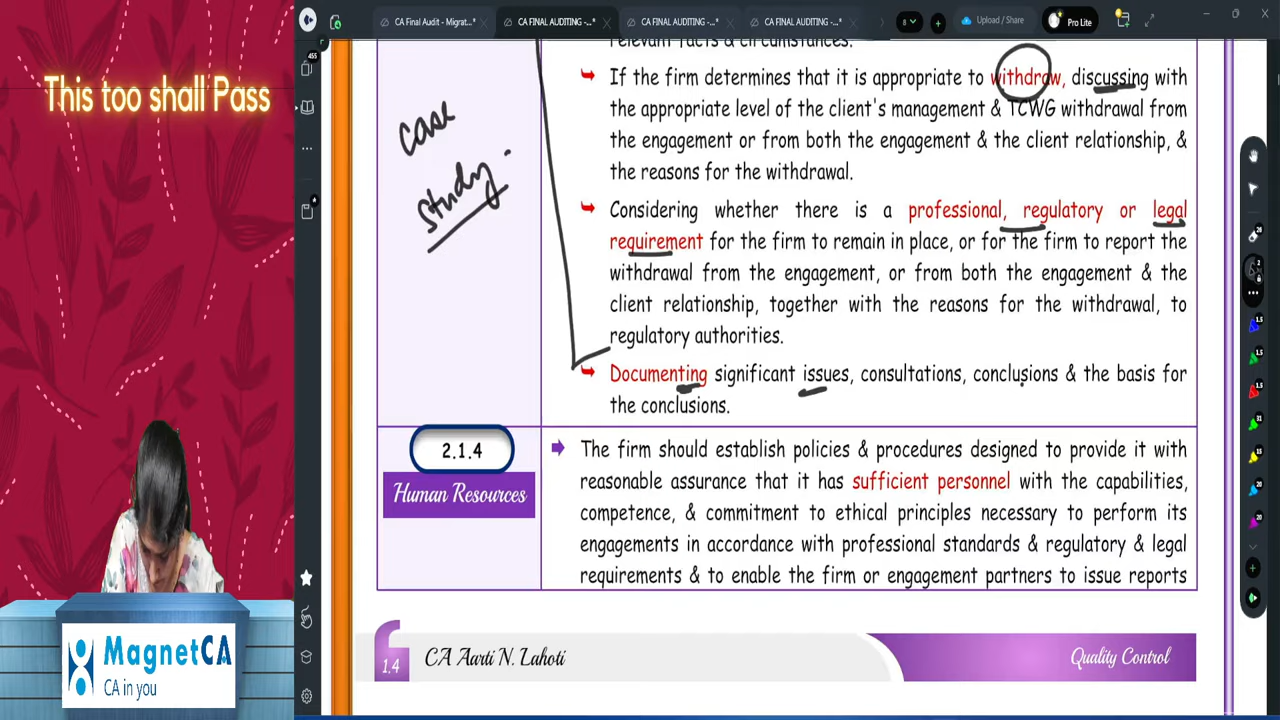 CA Final Audit - Migrat...*
CA FINAL AUDITING -...*
CA FINAL AUDITING -...*
CA FINAL AUDITING -...*
8
Upload / Share
Pro Lite
455
This too shall Pass
relevant facts & circumstances.
If the firm determines that it is appropriate to withdraw, discussing with
the appropriate level of the client's management & TCWG withdrawal from
the engagement or from both the engagement & the client relationship, &
the reasons for the withdrawal.
case
study.
Considering whether there is a professional, regulatory or legal
requirement for the firm to remain in place, or for the firm to report the
withdrawal from the engagement, or from both the engagement & the
client relationship, together with the reasons for the withdrawal, to
regulatory authorities.
Documenting significant issues, consultations, conclusions & the basis for
the conclusions.
2.1.4
Human Resources
The firm should establish policies & procedures designed to provide it with
reasonable assurance that it has sufficient personnel with the capabilities,
competence, & commitment to ethical principles necessary to perform its
engagements in accordance with professional standards & regulatory & legal
requirements & to enable the firm or engagement partners to issue reports
1.4
CA Aarti N. Lahoti
Quality Control
MagnetCA
CA in you